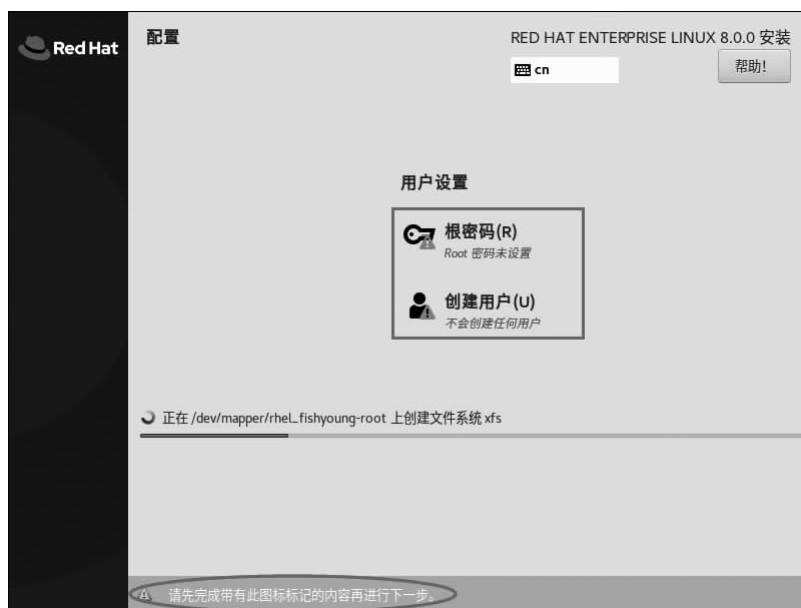 Red Hat
配置
RED HAT ENTERPRISE LINUX 8.0.0 安装
cn
帮助!
用户设置
根密码(R)
Root 密码未设置
创建用户(U)
不会创建任何用户
正在 /dev/mapper/rhel_fishyoung-root 上创建文件系统 xfs
请先完成带有此图标标记的内容再进行下一步。